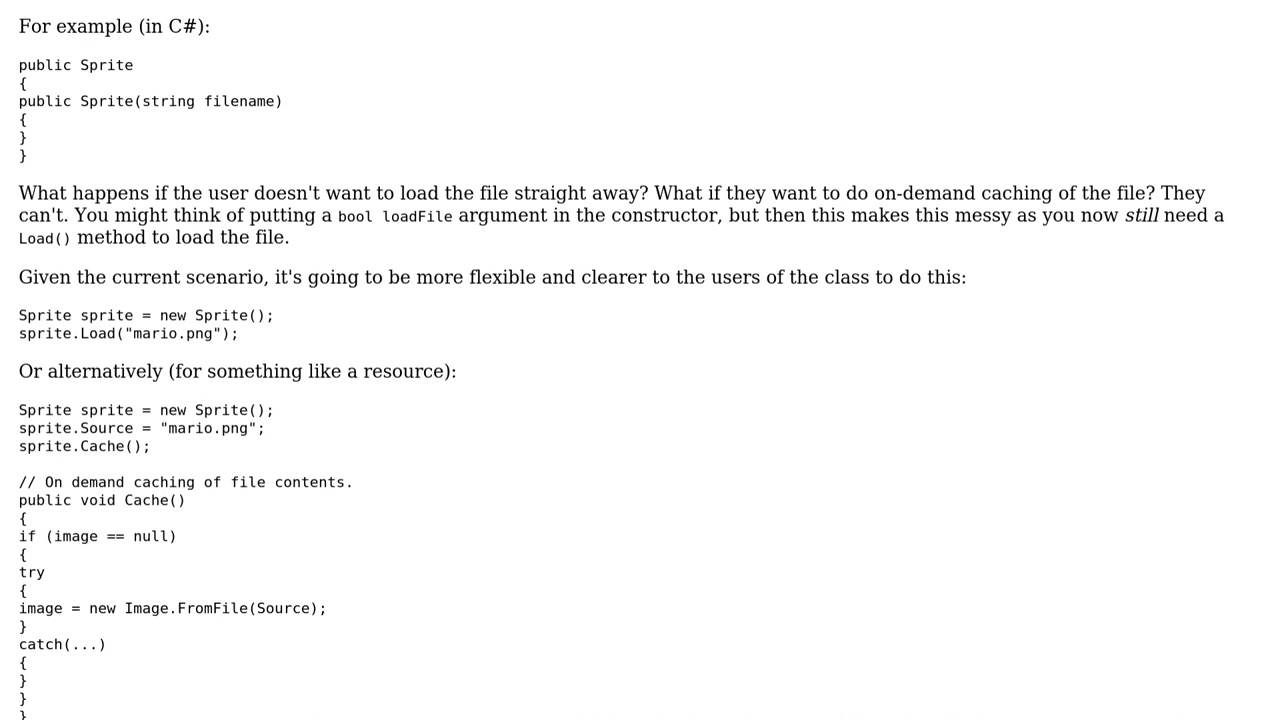 For example (in C#):
public Sprite
{
public Sprite(string filename)
{
}
}
What happens if the user doesn't want to load the file straight away? What if they want to do on-demand caching of the file? They
can't. You might think of putting a bool loadFile argument in the constructor, but then this makes this messy as you now still need a
Load() method to load the file.
Given the current scenario, it's going to be more flexible and clearer to the users of the class to do this:
Sprite sprite = new Sprite();
sprite.Load("mario.png");
Or alternatively (for something like a resource):
Sprite sprite = new Sprite();
sprite.Source = "mario.png";
sprite.Cache();
// On demand caching of file contents.
public void Cache()
{
if (image == null)
{
try
{
image = new Image.FromFile(Source);
}
catch(...)
{
}
}
}